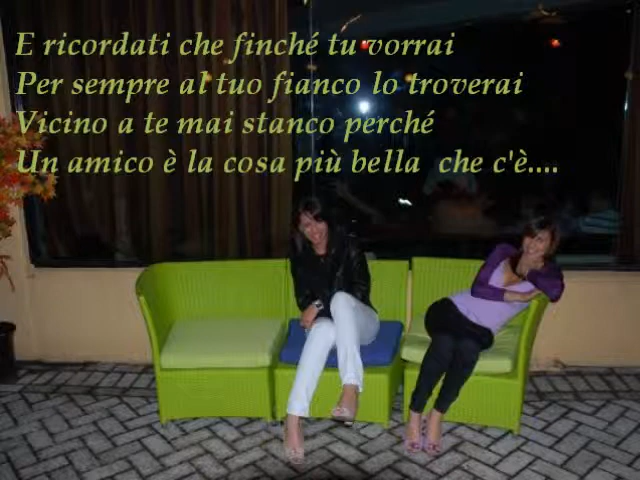 E ricordati che finché tu vorrai
Per sempre al tuo fianco lo troverai
Vicino a te mai stanco perché
Un amico è la cosa più bella che c'è....